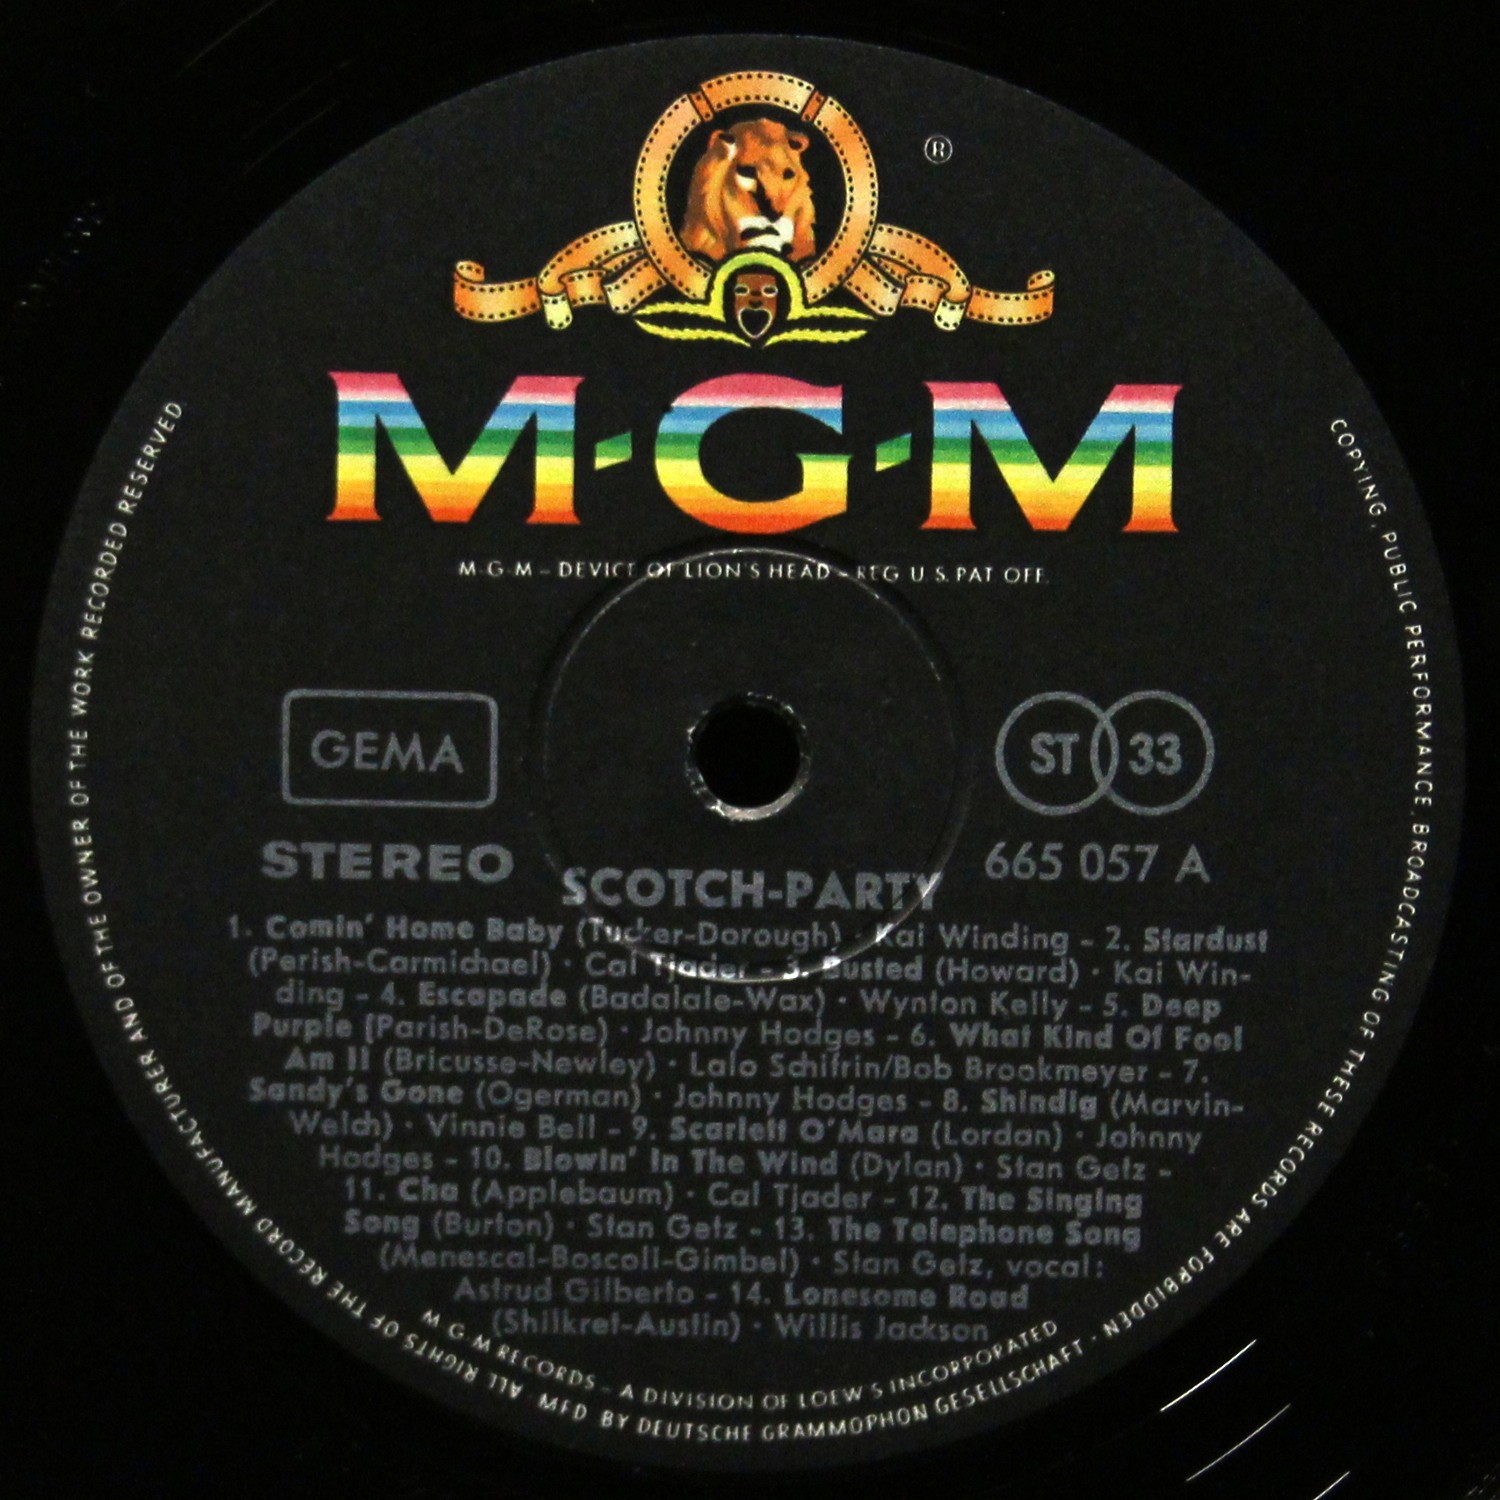 ®
M·G·M
M·G·M – DEVICE OF LION'S HEAD – REG U.S. PAT OFF.
GEMA
ST 33
STEREO
665 057 A
SCOTCH-PARTY
1. Comin' Home Baby (Tucker-Dorough) · Kai Winding – 2. Stardust
(Perish-Carmichael) · Cal Tjader – 3. Busted (Howard) · Kai Win-
ding – 4. Escapade (Badalale-Wax) · Wynton Kelly – 5. Deep
Purple (Parish-DeRose) · Johnny Hodges – 6. What Kind Of Fool
Am I! (Bricusse-Newley) · Lalo Schifrin/Bob Brookmeyer – 7.
Sandy's Gone (Ogerman) · Johnny Hodges – 8. Shindig (Marvin-
Welch) · Vinnie Bell – 9. Scarlett O'Mara (Lordan) · Johnny
Hodges – 10. Blowin' In The Wind (Dylan) · Stan Getz –
11. Cha (Applebaum) · Cal Tjader – 12. The Singing
Song (Burton) · Stan Getz – 13. The Telephone Song
(Menescal-Boscoli-Gimbel) · Stan Getz, vocal:
Astrud Gilberto – 14. Lonesome Road
(Shilkret-Austin) · Willis Jackson
M·G·M RECORDS – A DIVISION OF LOEW'S INCORPORATED
MFD BY DEUTSCHE GRAMMOPHON GESELLSCHAFT · ALL RIGHTS OF THE RECORD MANUFACTURER AND OF THE OWNER OF THE WORK RECORDED RESERVED
COPYING, PUBLIC PERFORMANCE, BROADCASTING OF THESE RECORDS ARE FORBIDDEN ·